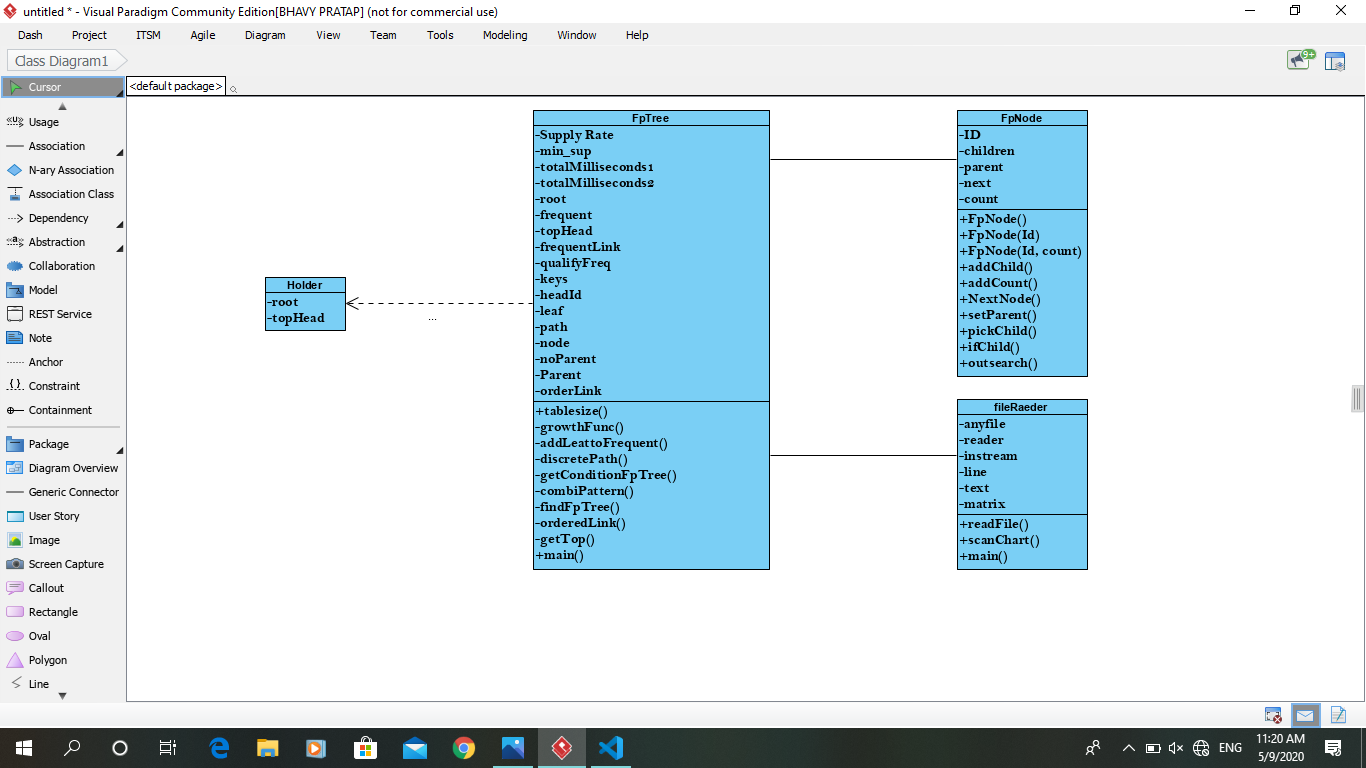 untitled * - Visual Paradigm Community Edition[BHAVY PRATAP] (not for commercial use)
Dash Project ITSM Agile Diagram View Team Tools Modeling Window Help
Class Diagram1
9+
Cursor
<default package>
Usage
Association
N-ary Association
Association Class
Dependency
Abstraction
Collaboration
Model
REST Service
Note
Anchor
Constraint
Containment
Package
Diagram Overview
Generic Connector
User Story
Image
Screen Capture
Callout
Rectangle
Oval
Polygon
Line
Holder
-root
-topHead
...
FpTree
-Supply Rate
-min_sup
-totalMilliseconds1
-totalMilliseconds2
-root
-frequent
-topHead
-frequentLink
-qualifyFreq
-keys
-headId
-leaf
-path
-node
-noParent
-Parent
-orderLink
+tablesize()
-growthFunc()
-addLeattoFrequent()
-discretePath()
-getConditionFpTree()
-combiPattern()
-findFpTree()
-orderedLink()
-getTop()
+main()
FpNode
-ID
-children
-parent
-next
-count
+FpNode()
+FpNode(Id)
+FpNode(Id, count)
+addChild()
+addCount()
+NextNode()
+setParent()
+pickChild()
+ifChild()
+outsearch()
fileRaeder
-anyfile
-reader
-instream
-line
-text
-matrix
+readFile()
+scanChart()
+main()
ENG
11:20 AM
5/9/2020